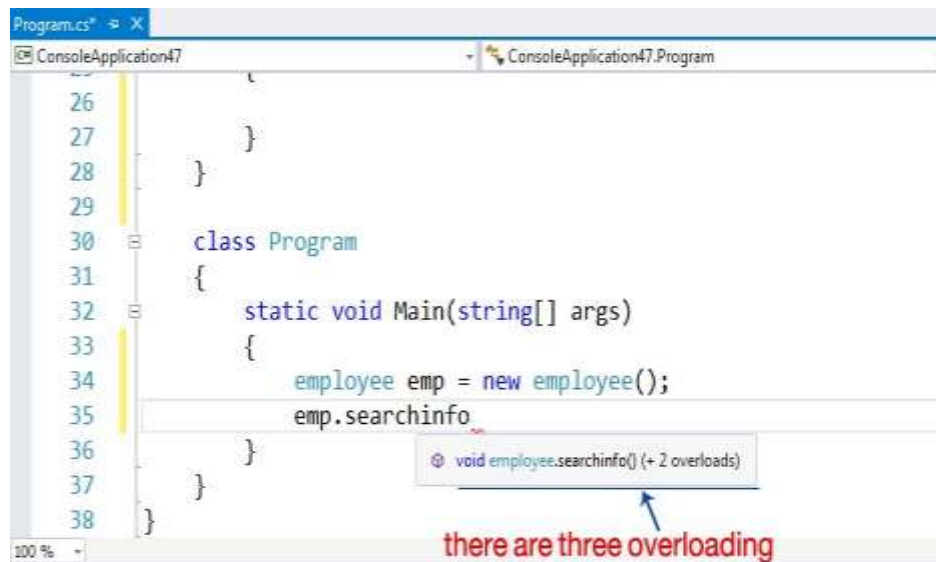 Program.cs*
ConsoleApplication47 ConsoleApplication47.Program
25 {
26
27 }
28 }
29
30 class Program
31 {
32 static void Main(string[] args)
33 {
34 employee emp = new employee();
35 emp.searchinfo
36 }
void employee.searchinfo() (+ 2 overloads)
37 }
38 }
there are three overloading
100 %